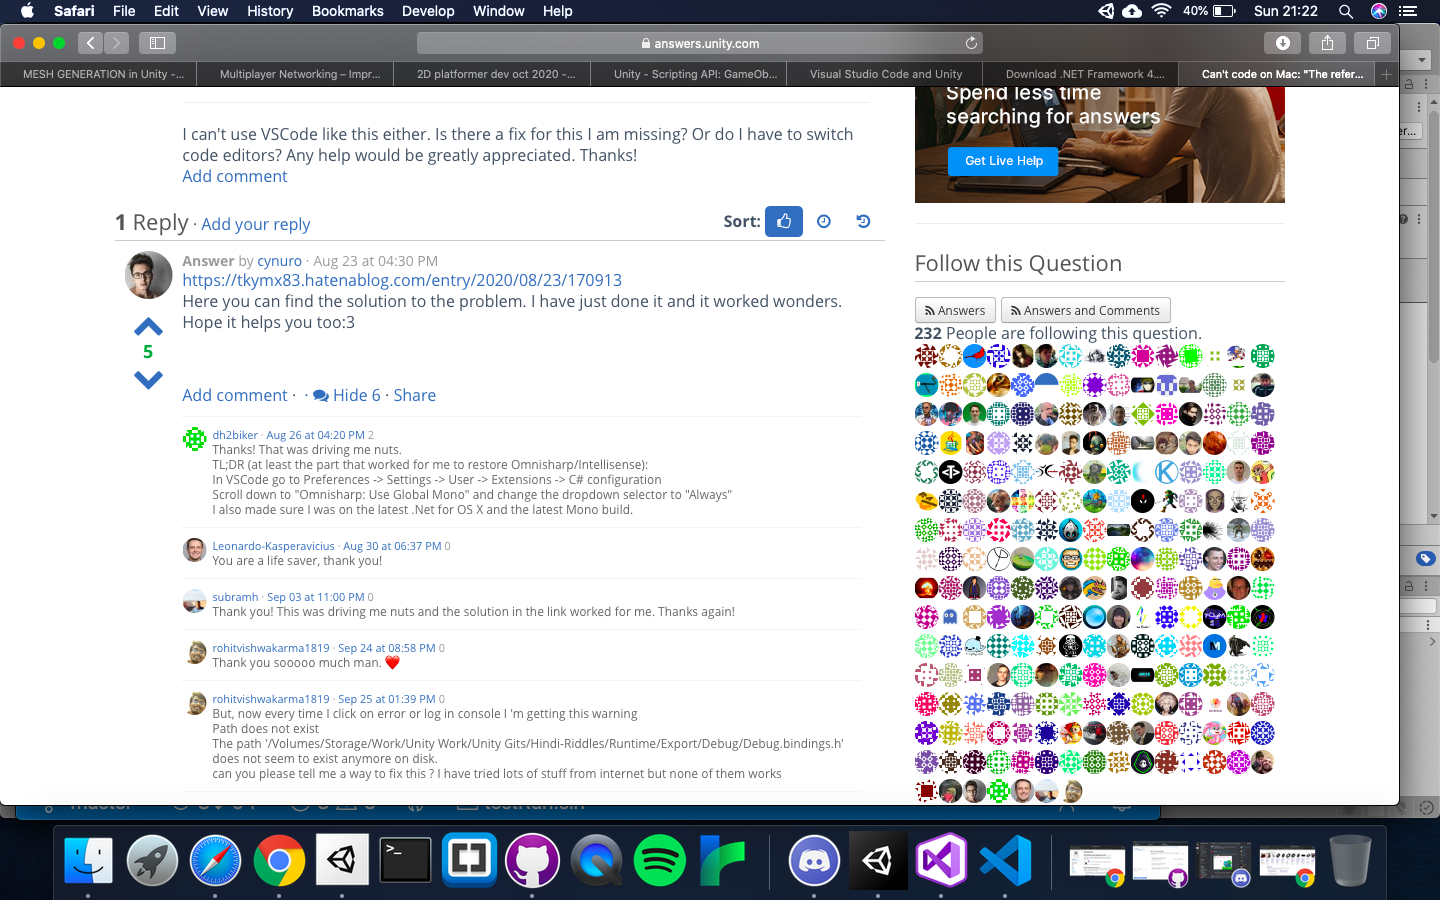 Safari File Edit View History Bookmarks Develop Window Help 40% Sun 21:22
answers.unity.com
MESH GENERATION in Unity -... Multiplayer Networking – Impr... 2D platformer dev oct 2020 -... Unity - Scripting API: GameOb... Visual Studio Code and Unity Download .NET Framework 4.... Can't code on Mac: "The refer...
I can't use VSCode like this either. Is there a fix for this I am missing? Or do I have to switch
code editors? Any help would be greatly appreciated. Thanks!
Add comment
1 Reply · Add your reply
Sort:
Answer by cynuro · Aug 23 at 04:30 PM
https://tkymx83.hatenablog.com/entry/2020/08/23/170913
Here you can find the solution to the problem. I have just done it and it worked wonders.
Hope it helps you too:3
5
Add comment · · Hide 6 · Share
dh2biker · Aug 26 at 04:20 PM 2
Thanks! That was driving me nuts.
TL;DR (at least the part that worked for me to restore Omnisharp/Intellisense):
In VSCode go to Preferences -> Settings -> User -> Extensions -> C# configuration
Scroll down to "Omnisharp: Use Global Mono" and change the dropdown selector to "Always"
I also made sure I was on the latest .Net for OS X and the latest Mono build.
Leonardo-Kasperavicius · Aug 30 at 06:37 PM 0
You are a life saver, thank you!
subramh · Sep 03 at 11:00 PM 0
Thank you! This was driving me nuts and the solution in the link worked for me. Thanks again!
rohitvishwakarma1819 · Sep 24 at 08:58 PM 0
Thank you sooooo much man. ❤️
rohitvishwakarma1819 · Sep 25 at 01:39 PM 0
But, now every time I click on error or log in console I 'm getting this warning
Path does not exist
The path '/Volumes/Storage/Work/Unity Work/Unity Gits/Hindi-Riddles/Runtime/Export/Debug/Debug.bindings.h'
does not seem to exist anymore on disk.
can you please tell me a way to fix this ? I have tried lots of stuff from internet but none of them works
Spend less time
searching for answers
Get Live Help
Follow this Question
Answers Answers and Comments
232 People are following this question.
er...